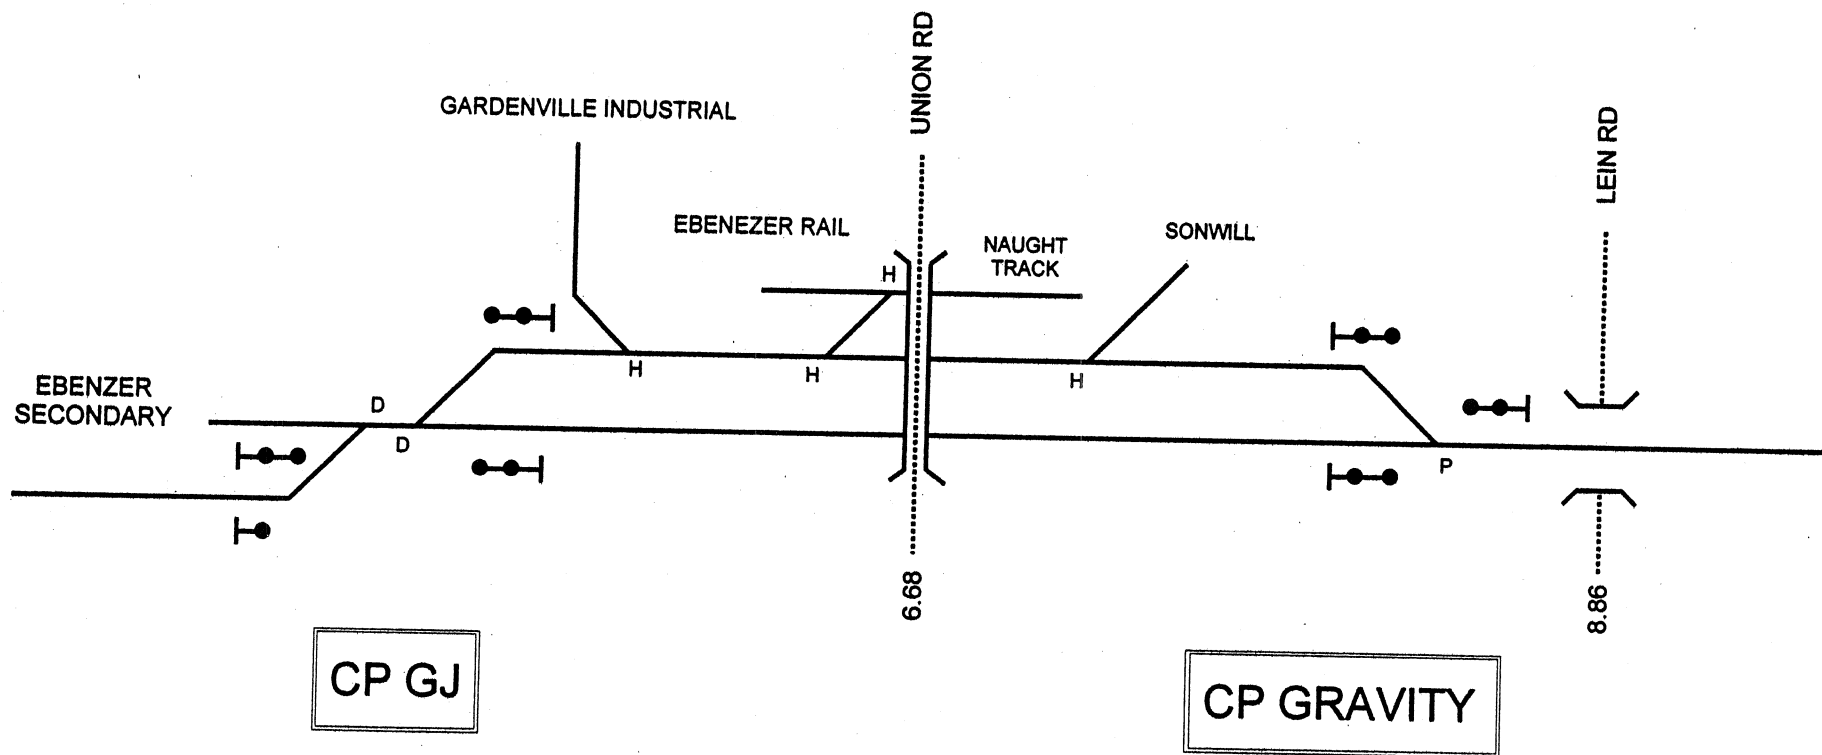 UNION RD
GARDENVILLE INDUSTRIAL
LEIN RD
EBENEZER RAIL
NAUGHT
TRACK
SONWILL
H
H
H
H
EBENZER
SECONDARY
D
D
P
6.68
8.86
CP GJ
CP GRAVITY